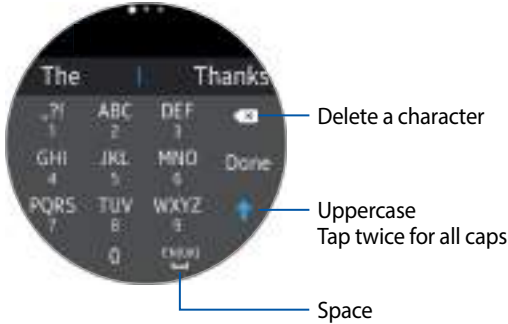 The I Thanks
.,?! ABC DEF
1 2 3
Delete a character
GHI JKL MNO Done
4 5 6
PQRS TUV WXYZ
7 8 9
Uppercase
Tap twice for all caps
0
Space